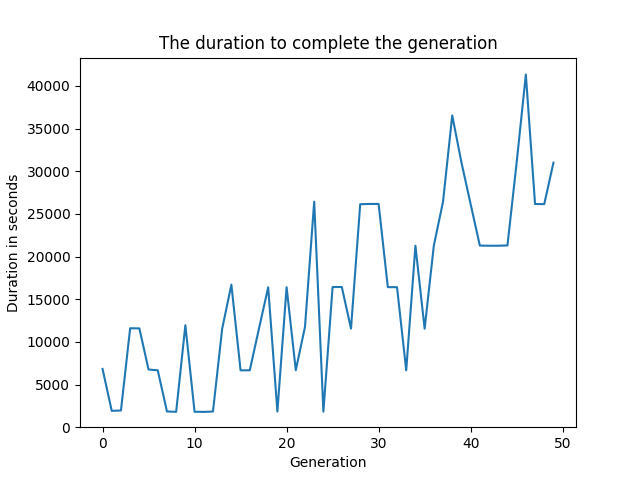 The duration to complete the generation
40000
35000
30000
25000
20000
15000
10000
5000
0
Duration in seconds
0 10 20 30 40 50
Generation